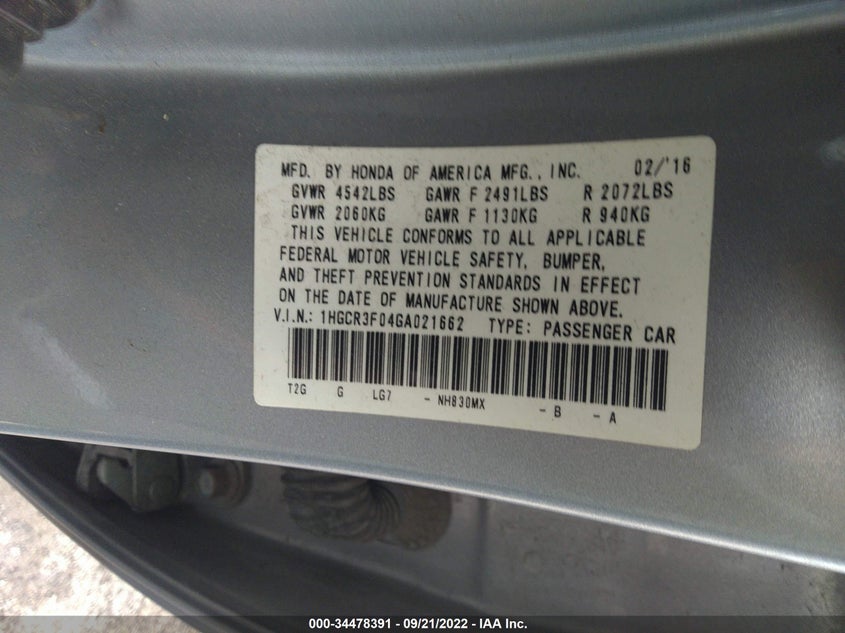 MFD. BY HONDA OF AMERICA MFG., INC. 02/'16
GVWR 4542LBS GAWR F 2491LBS R 2072LBS
GVWR 2060KG GAWR F 1130KG R 940KG
THIS VEHICLE CONFORMS TO ALL APPLICABLE
FEDERAL MOTOR VEHICLE SAFETY, BUMPER,
AND THEFT PREVENTION STANDARDS IN EFFECT
ON THE DATE OF MANUFACTURE SHOWN ABOVE.
V.I.N.: 1HGCR3F04GA021662 TYPE: PASSENGER CAR
T2G G LG7 - NH830MX - B - A
000-34478391 - 09/21/2022 - IAA Inc.